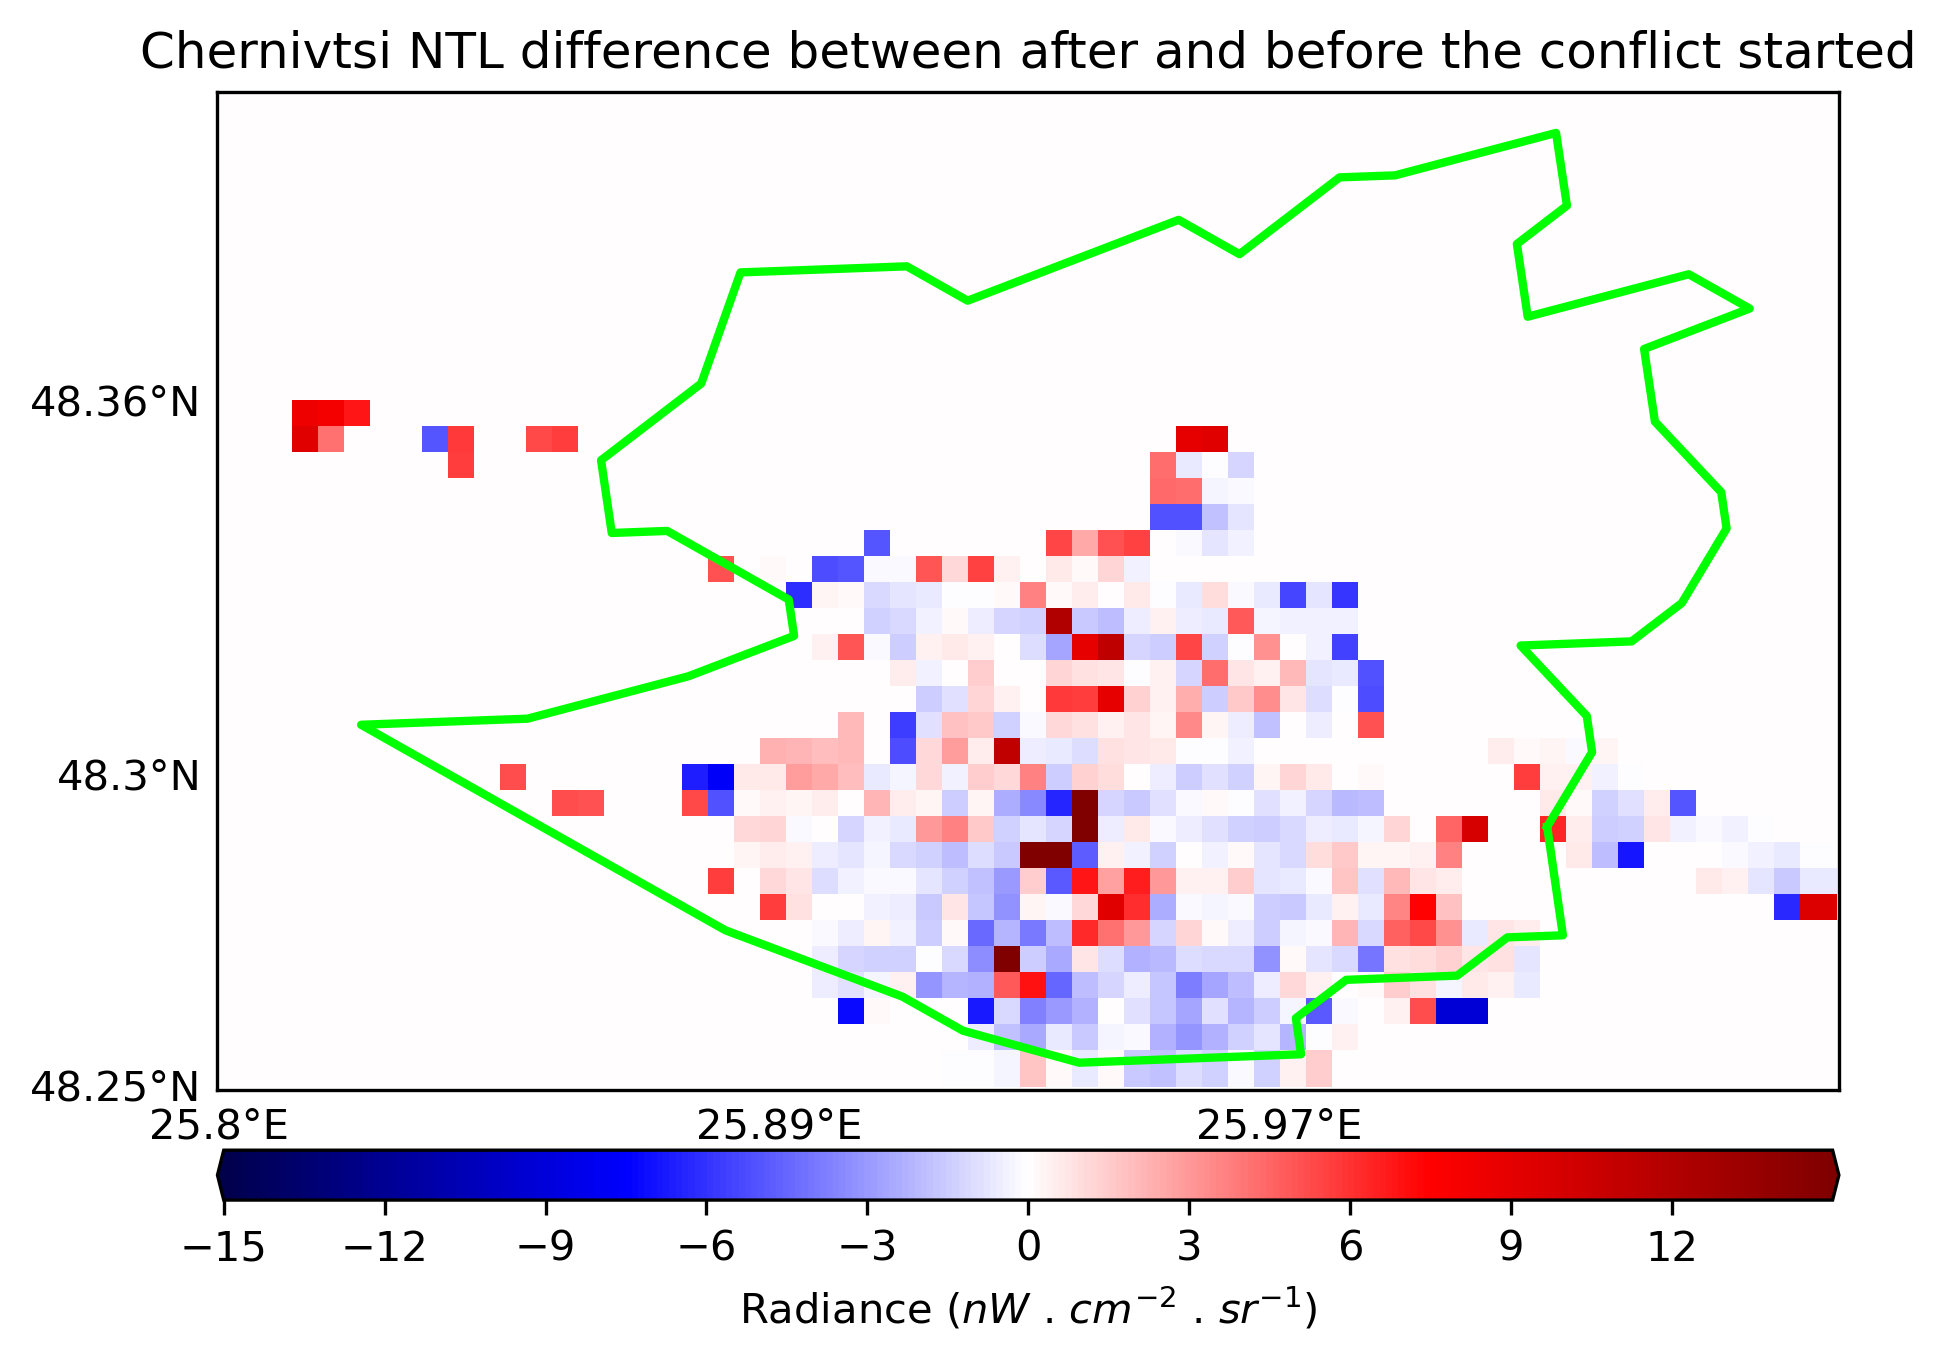 Chernivtsi NTL difference between after and before the conflict started
48.36°N
48.3°N
48.25°N
25.8°E 25.89°E 25.97°E
−15 −12 −9 −6 −3 0 3 6 9 12
Radiance (nW . cm⁻² . sr⁻¹)